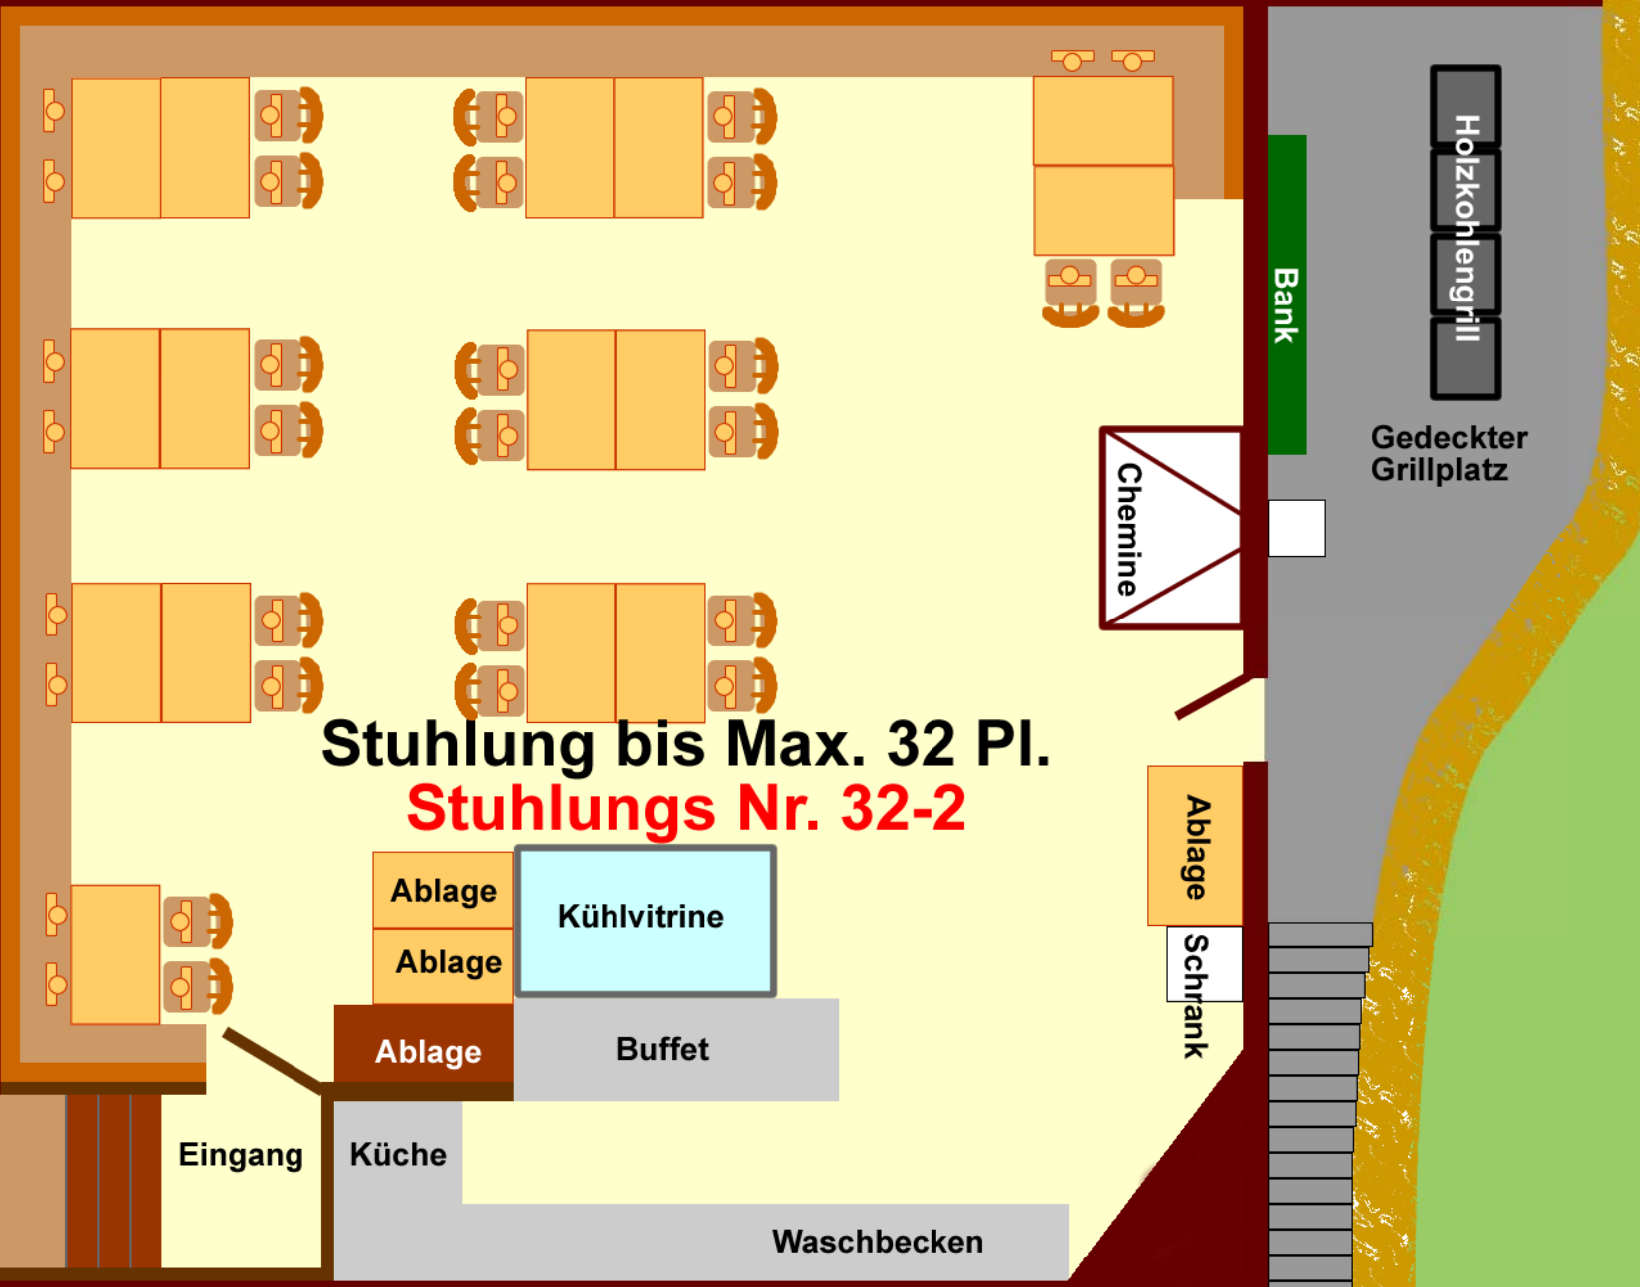 Holzkohlengrill
Bank
Gedeckter
Grillplatz
Chemine
Stuhlung bis Max. 32 Pl.
Stuhlungs Nr. 32-2
Ablage
Ablage
Kühlvitrine
Ablage
Schrank
Ablage
Buffet
Eingang
Küche
Waschbecken